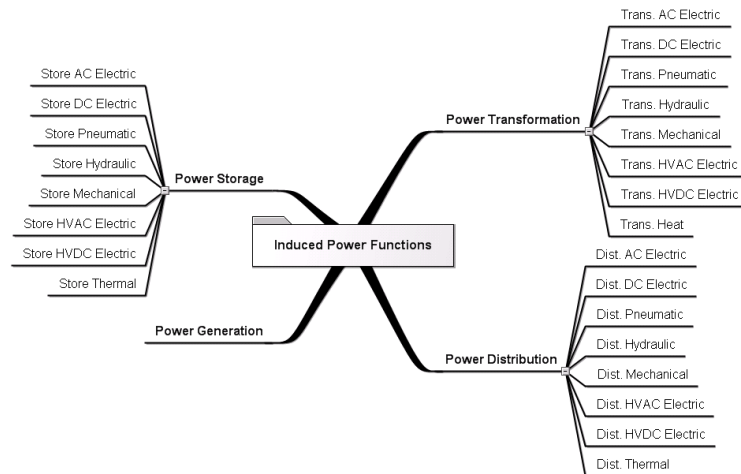 Induced Power Functions
Power Transformation
Trans. AC Electric
Trans. DC Electric
Trans. Pneumatic
Trans. Hydraulic
Trans. Mechanical
Trans. HVAC Electric
Trans. HVDC Electric
Trans. Heat
Power Distribution
Dist. AC Electric
Dist. DC Electric
Dist. Pneumatic
Dist. Hydraulic
Dist. Mechanical
Dist. HVAC Electric
Dist. HVDC Electric
Dist. Thermal
Power Storage
Store AC Electric
Store DC Electric
Store Pneumatic
Store Hydraulic
Store Mechanical
Store HVAC Electric
Store HVDC Electric
Store Thermal
Power Generation